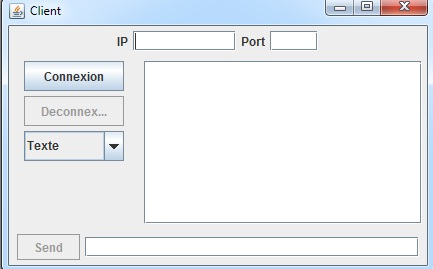 Client
IP Port
Connexion
Deconnex...
Texte
Send